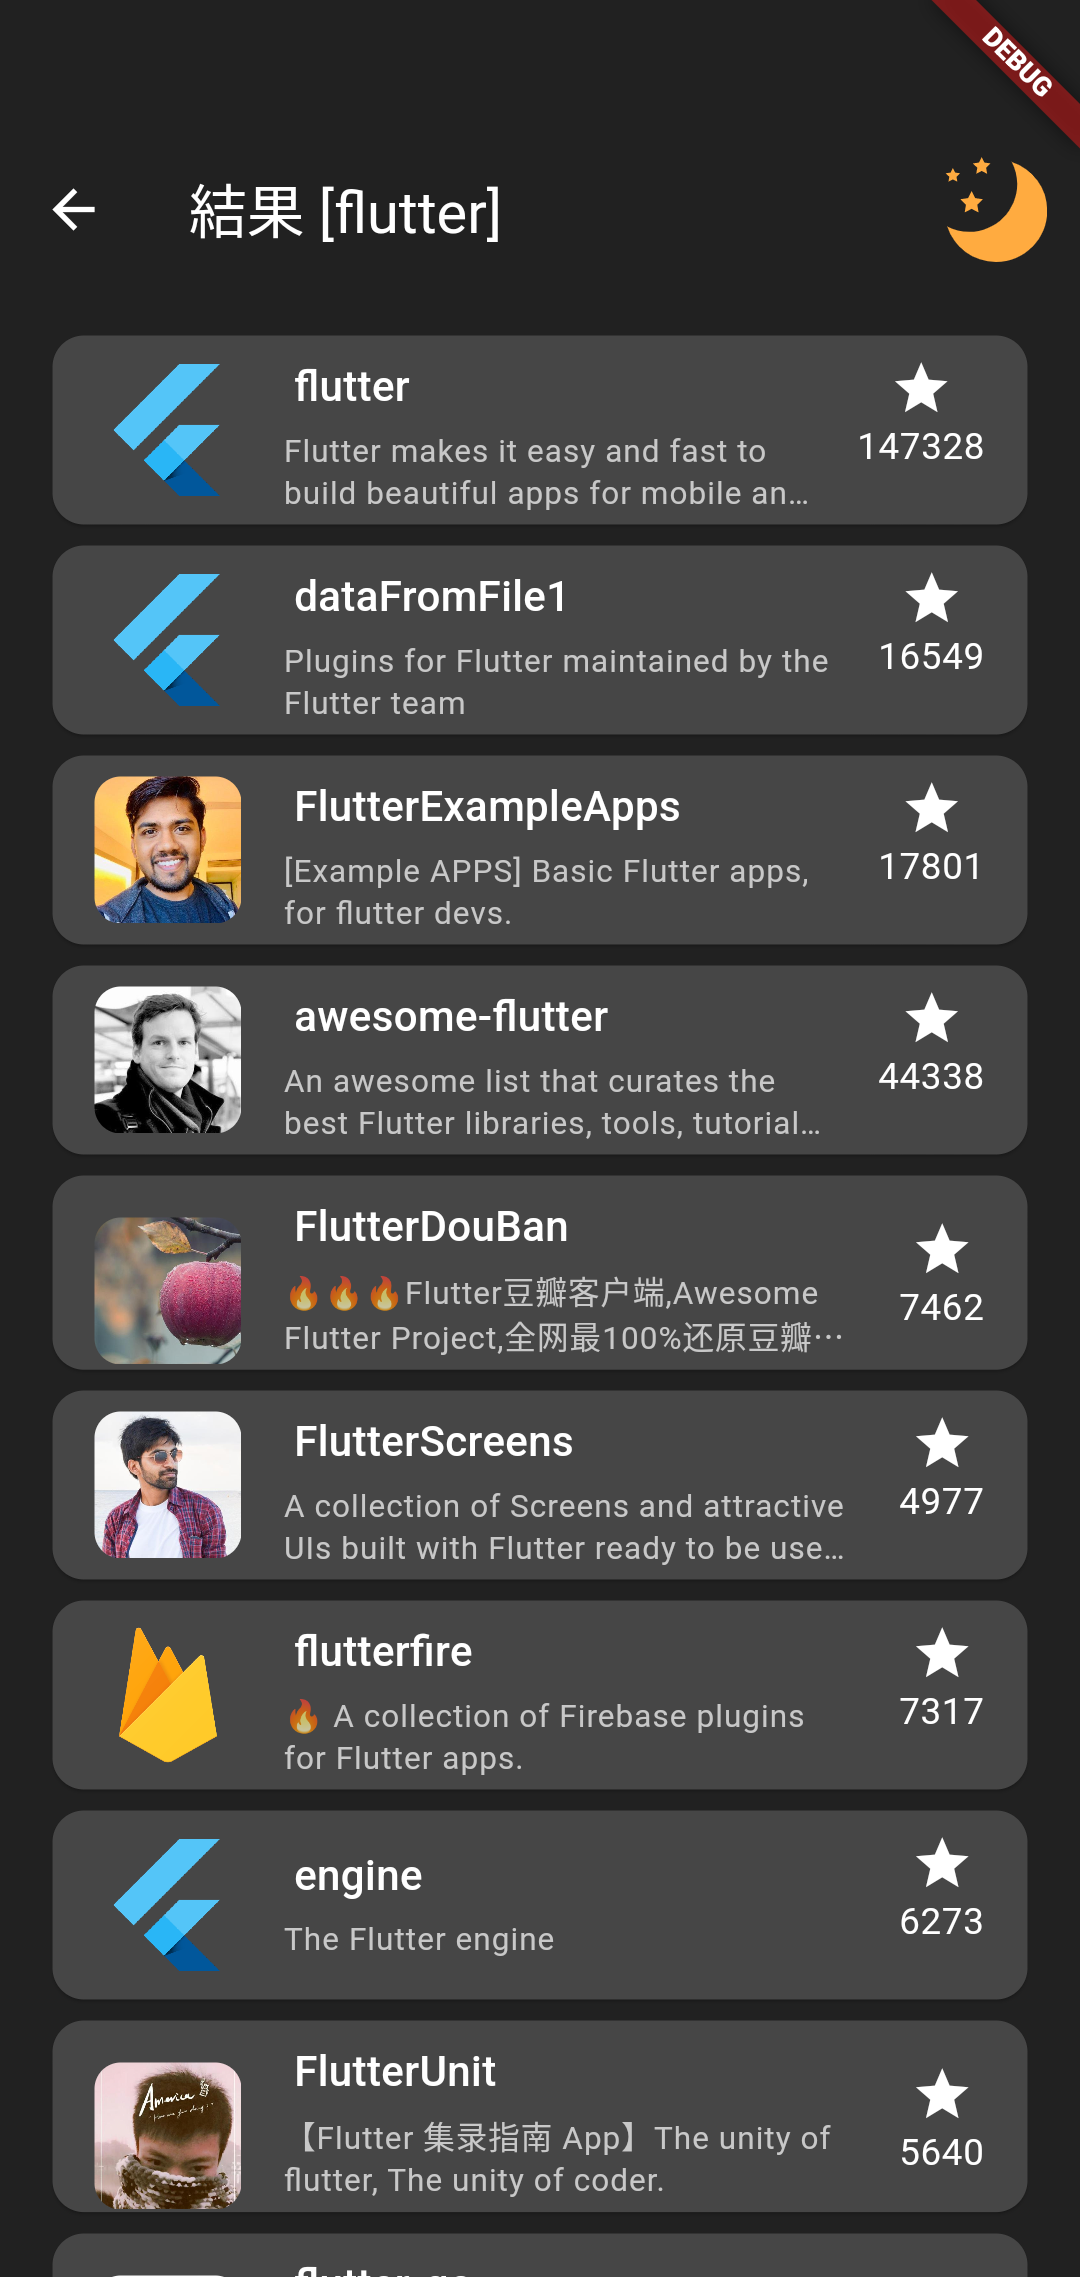 DEBUG
結果 [flutter]
flutter
147328
Flutter makes it easy and fast to
build beautiful apps for mobile an…
dataFromFile1
16549
Plugins for Flutter maintained by the
Flutter team
FlutterExampleApps
17801
[Example APPS] Basic Flutter apps,
for flutter devs.
awesome-flutter
44338
An awesome list that curates the
best Flutter libraries, tools, tutorial…
FlutterDouBan
7462
🔥🔥🔥Flutter豆瓣客户端,Awesome
Flutter Project,全网最100%还原豆瓣…
FlutterScreens
4977
A collection of Screens and attractive
UIs built with Flutter ready to be use…
flutterfire
7317
🔥 A collection of Firebase plugins
for Flutter apps.
engine
6273
The Flutter engine
FlutterUnit
5640
America
【Flutter 集录指南 App】The unity of
flutter, The unity of coder.